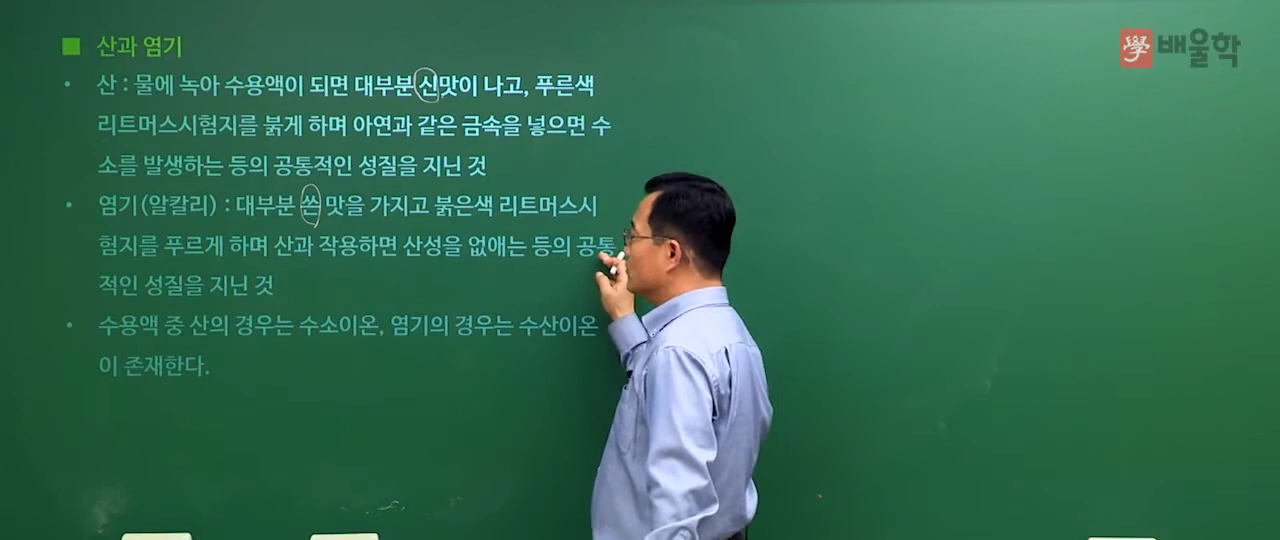 산과 염기
學 배울학
• 산 : 물에 녹아 수용액이 되면 대부분 신맛이 나고, 푸른색
리트머스시험지를 붉게 하며 아연과 같은 금속을 넣으면 수
소를 발생하는 등의 공통적인 성질을 지닌 것
• 염기(알칼리) : 대부분 쓴 맛을 가지고 붉은색 리트머스시
험지를 푸르게 하며 산과 작용하면 산성을 없애는 등의 공통
적인 성질을 지닌 것
• 수용액 중 산의 경우는 수소이온, 염기의 경우는 수산이온
이 존재한다.